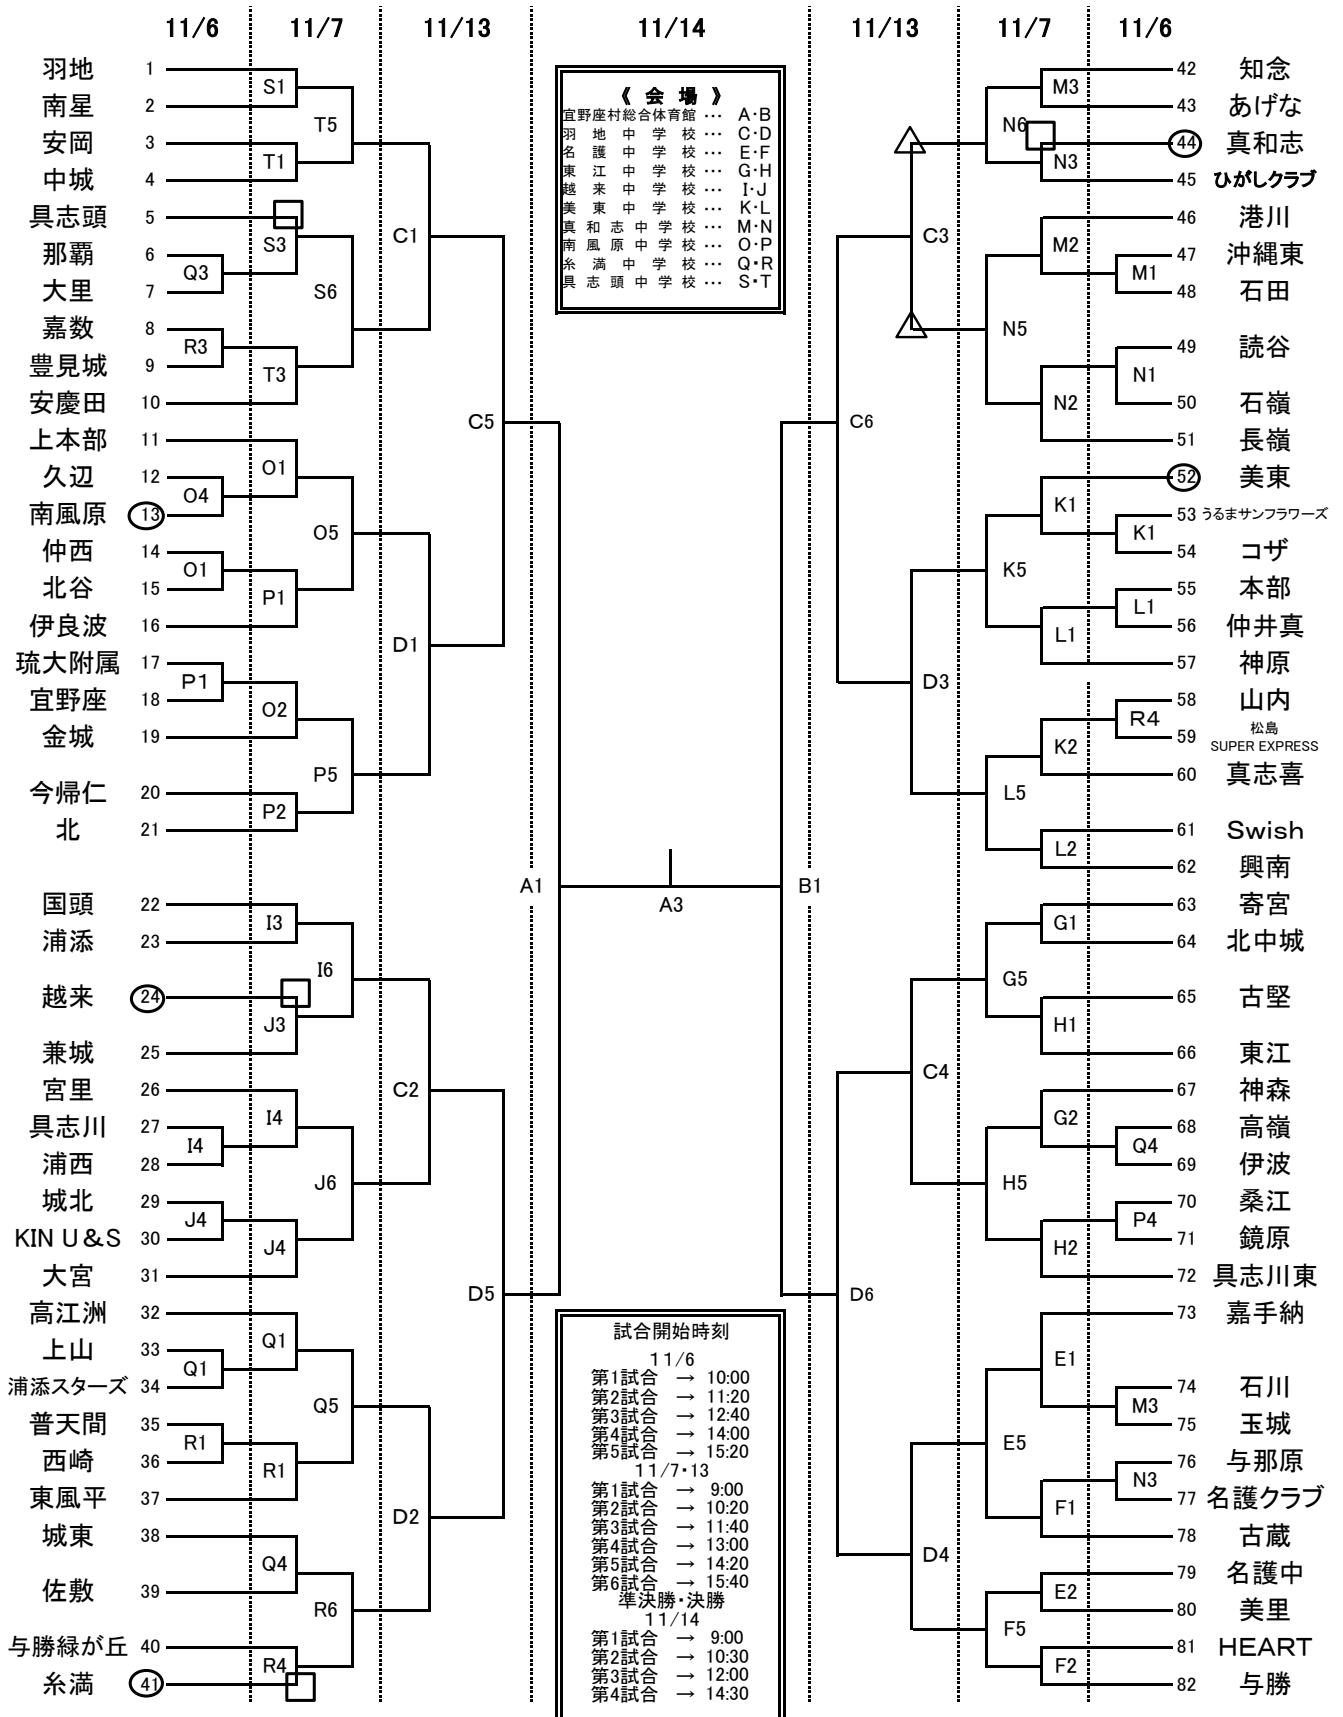 11/6 11/7 11/13 11/14 11/13 11/7 11/6
羽地 1
南星 2
安岡 3
中城 4
具志頭 5
那覇 6
大里 7
嘉数 8
豊見城 9
安慶田 10
上本部 11
久辺 12
南風原 13
仲西 14
北谷 15
伊良波 16
琉大附属 17
宜野座 18
金城 19
今帰仁 20
北 21
国頭 22
浦添 23
越来 24
兼城 25
宮里 26
具志川 27
浦西 28
城北 29
KIN U&S 30
大宮 31
高江洲 32
上山 33
浦添スターズ 34
普天間 35
西崎 36
東風平 37
城東 38
佐敷 39
与勝緑が丘 40
糸満 41
Q3
R3
O4
O1
P1
I4
J4
Q1
R1
S1
T1
S3
T3
O1
P1
O2
P2
I3
J3
I4
J4
Q1
R1
Q4
R4
T5
S6
O5
P5
I6
J6
Q5
R6
C1
D1
C2
D2
C5
D5
A1
《 会 場 》
宜野座村総合体育館 … A・B
羽地中学校 … C・D
名護中学校 … E・F
東江中学校 … G・H
越来中学校 … I・J
美東中学校 … K・L
真和志中学校 … M・N
南風原中学校 … O・P
糸満中学校 … Q・R
具志頭中学校 … S・T
A3
試合開始時刻
11/6
第1試合 → 10:00
第2試合 → 11:20
第3試合 → 12:40
第4試合 → 14:00
第5試合 → 15:20
11/7・13
第1試合 → 9:00
第2試合 → 10:20
第3試合 → 11:40
第4試合 → 13:00
第5試合 → 14:20
第6試合 → 15:40
準決勝・決勝
11/14
第1試合 → 9:00
第2試合 → 10:30
第3試合 → 12:00
第4試合 → 14:30
B1
C6
D6
C3
D3
C4
D4
N6
N5
K5
L5
G5
H5
E5
F5
M3
N3
M2
N2
K1
L1
K2
L2
G1
H1
G2
H2
E1
F1
E2
F2
M1
N1
K1
L1
R4
Q4
P4
M3
N3
42 知念
43 あげな
44 真和志
45 ひがしクラブ
46 港川
47 沖縄東
48 石田
49 読谷
50 石嶺
51 長嶺
52 美東
53 うるまサンフラワーズ
54 コザ
55 本部
56 仲井真
57 神原
58 山内
59 松島
SUPER EXPRESS
60 真志喜
61 Swish
62 興南
63 寄宮
64 北中城
65 古堅
66 東江
67 神森
68 高嶺
69 伊波
70 桑江
71 鏡原
72 具志川東
73 嘉手納
74 石川
75 玉城
76 与那原
77 名護クラブ
78 古蔵
79 名護中
80 美里
81 HEART
82 与勝